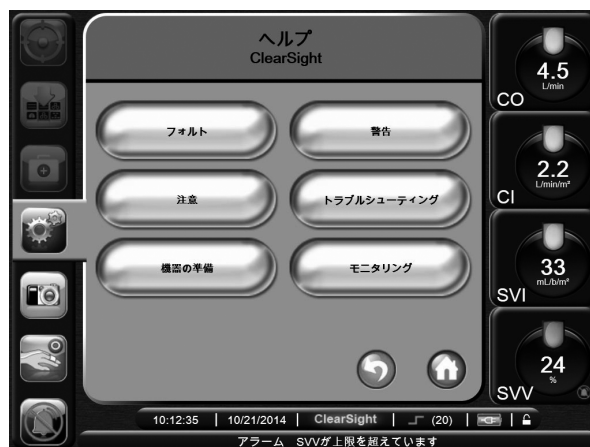 ヘルプ
ClearSight
フォルト
警告
注意
トラブルシューティング
機器の準備
モニタリング
4.5
L/min
CO
2.2
L/min/m²
CI
33
mL/b/m²
SVI
24
%
SVV
10:12:35 10/21/2014 ClearSight (20)
アラーム SVVが上限を超えています